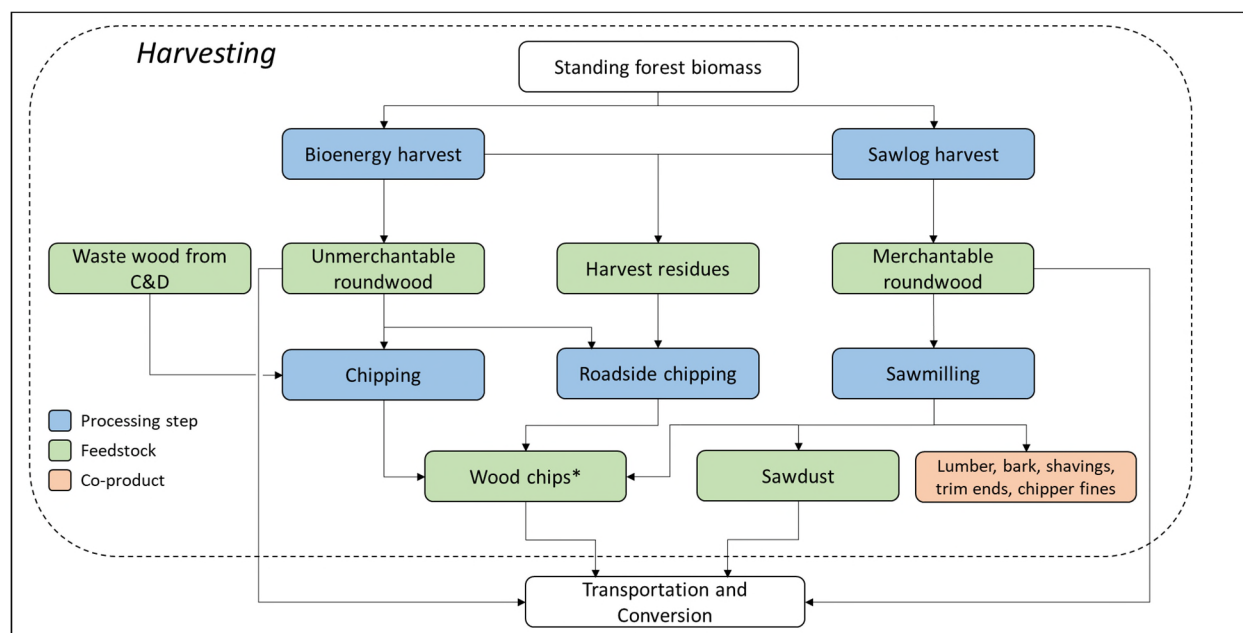 Harvesting
Standing forest biomass
Bioenergy harvest
Sawlog harvest
Waste wood from
C&D
Unmerchantable
roundwood
Harvest residues
Merchantable
roundwood
Chipping
Roadside chipping
Sawmilling
Processing step
Feedstock
Co-product
Wood chips*
Sawdust
Lumber, bark, shavings,
trim ends, chipper fines
Transportation and
Conversion